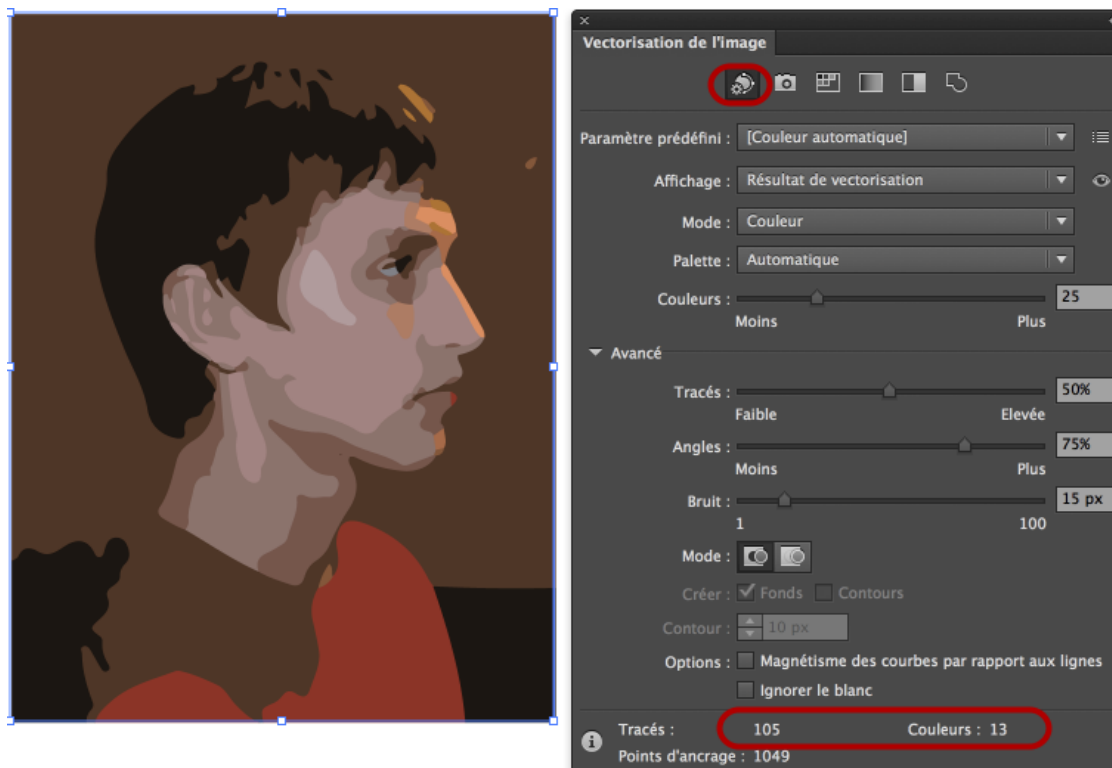 Vectorisation de l'image
Paramètre prédéfini : [Couleur automatique]
Affichage : Résultat de vectorisation
Mode : Couleur
Palette : Automatique
Couleurs : 25
Moins Plus
Avancé
Tracés : 50%
Faible Elevée
Angles : 75%
Moins Plus
Bruit : 15 px
1 100
Mode :
Créer : Fonds Contours
Contour : 10 px
Options : Magnétisme des courbes par rapport aux lignes
Ignorer le blanc
Tracés : 105 Couleurs : 13
Points d'ancrage : 1049